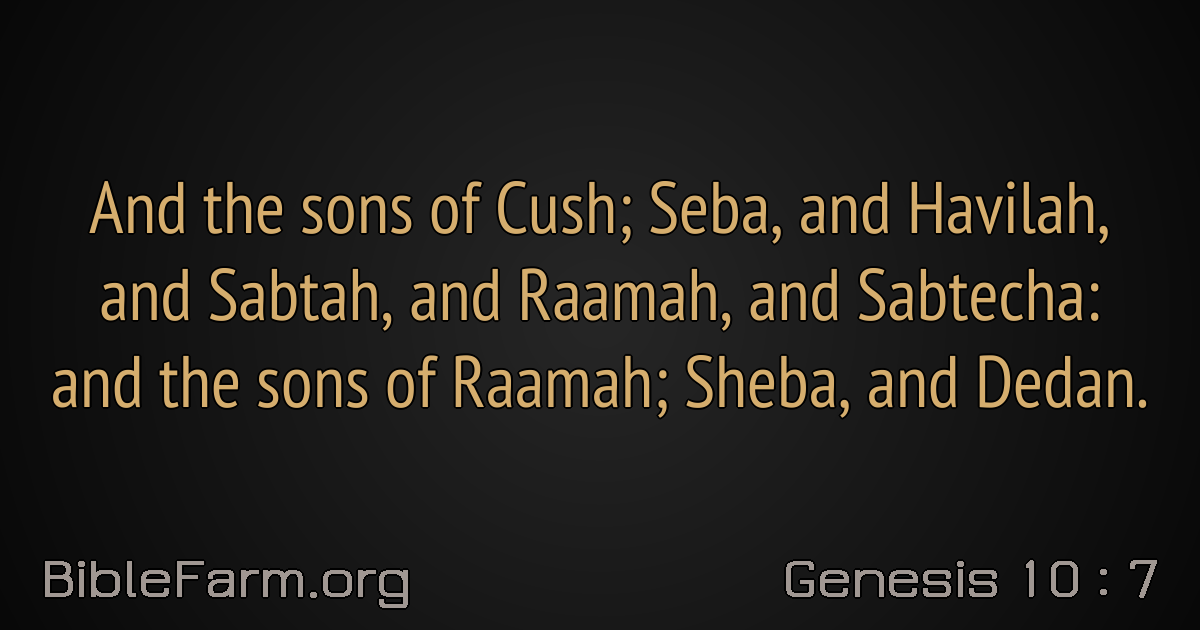 And the sons of Cush; Seba, and Havilah,
and Sabtah, and Raamah, and Sabtecha:
and the sons of Raamah; Sheba, and Dedan.
BibleFarm.org
Genesis 10 : 7